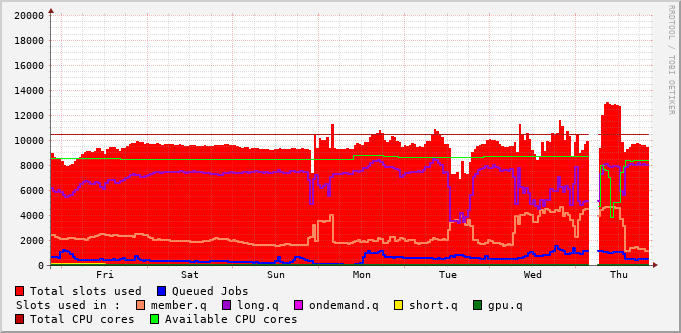 20000
18000
16000
14000
12000
10000
8000
6000
4000
2000
0
Fri Sat Sun Mon Tue Wed Thu
RRDTOOL / TOBI OETIKER
Total slots used Queued Jobs
Slots used in : member.q long.q ondemand.q short.q gpu.q
Total CPU cores Available CPU cores